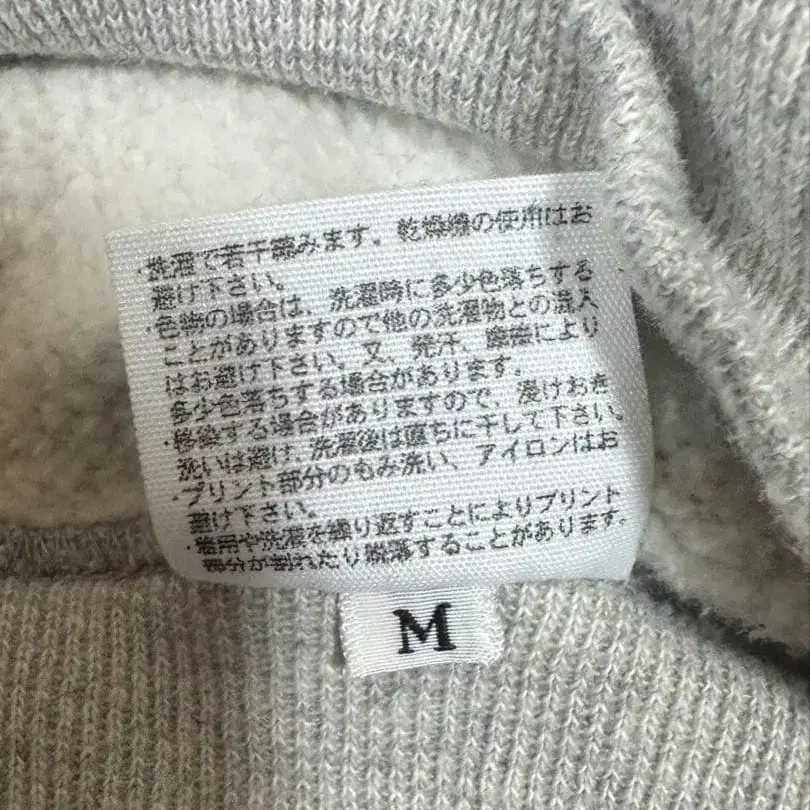 ・洗濯で若干縮みます。乾燥機の使用はお
避け下さい。
・色物の場合は、洗濯時に多少色落ちする
ことがありますので他の洗濯物との混入
はお避け下さい。又、発汗、摩擦により
多少色落ちする場合があります。
・移染する場合がありますので、浸けおき
洗いは避け、洗濯後は直ちに干して下さい。
・プリント部分のもみ洗い、アイロンはお
避け下さい。
・着用や洗濯を繰り返すことによりプリント
部分が割れたり脱落することがあります。
M